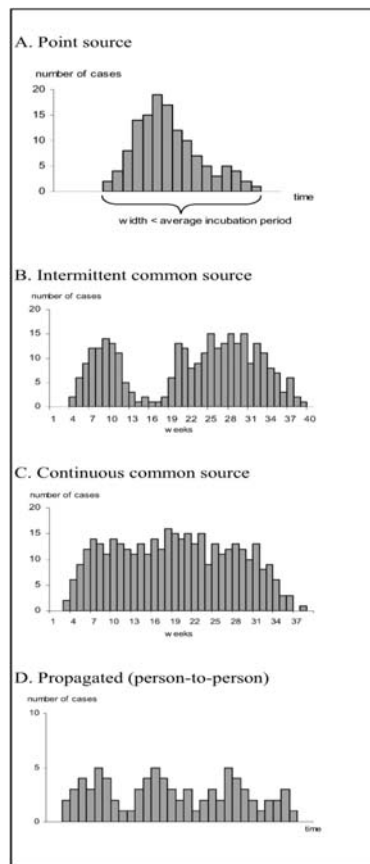 A. Point source
number of cases
20
15
10
5
0
time
width < average incubation period
B. Intermittent common source
number of cases
20
15
10
5
0
1 4 7 10 13 16 19 22 25 28 31 34 37 40
weeks
C. Continuous common source
number of cases
20
15
10
5
0
1 4 7 10 13 16 19 22 25 28 31 34 37
weeks
D. Propagated (person-to-person)
number of cases
10
5
0
time